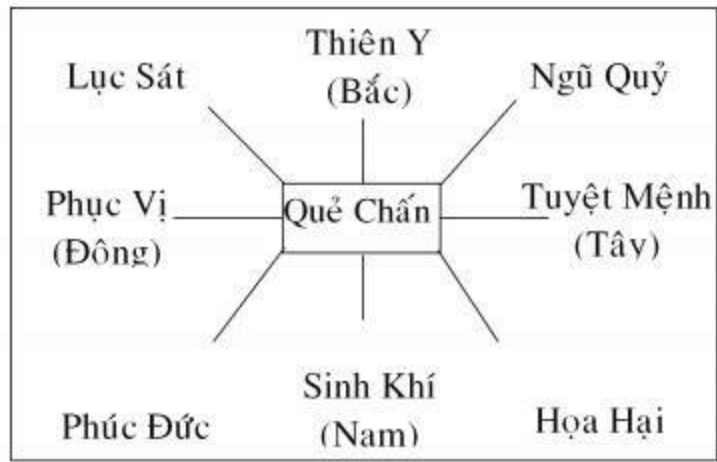 Thiên Y
(Bắc)
Lục Sát
Ngũ Quỷ
Phục Vị
(Đông)
Quẻ Chấn
Tuyệt Mệnh
(Tây)
Phúc Đức
Sinh Khí
(Nam)
Họa Hại